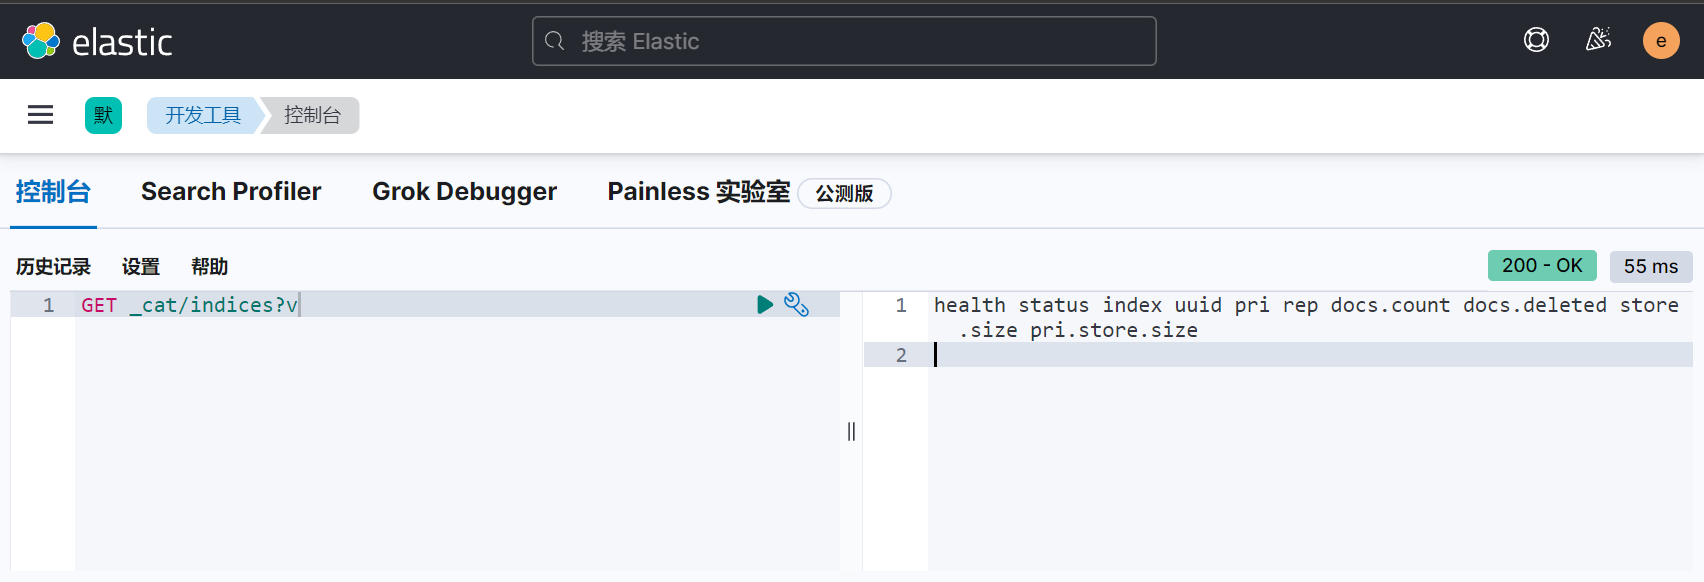 elastic
搜索 Elastic
e
默
开发工具
控制台
控制台
Search Profiler
Grok Debugger
Painless 实验室
公测版
历史记录
设置
帮助
200 - OK
55 ms
1
GET _cat/indices?v
1
health status index uuid pri rep docs.count docs.deleted store
.size pri.store.size
2